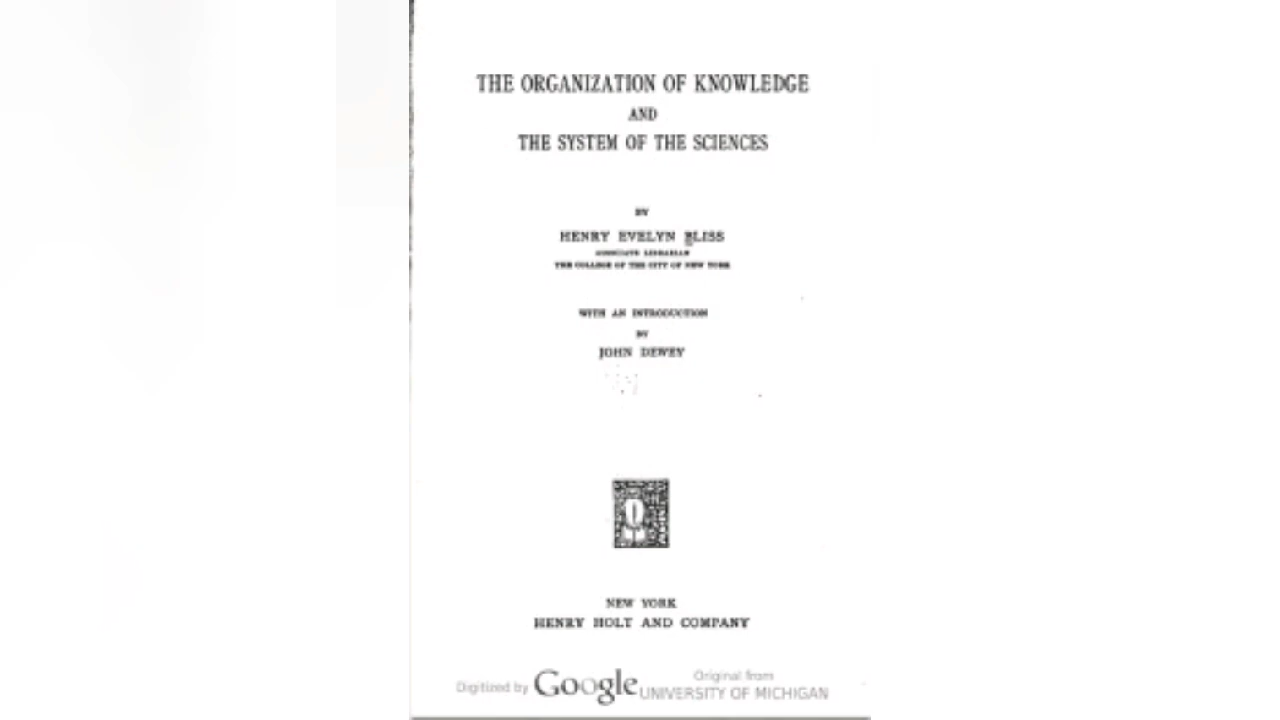 THE ORGANIZATION OF KNOWLEDGE
AND
THE SYSTEM OF THE SCIENCES
BY
HENRY EVELYN BLISS
ASSOCIATE LIBRARIAN
THE COLLEGE OF THE CITY OF NEW YORK
WITH AN INTRODUCTION
BY
JOHN DEWEY
NEW YORK
HENRY HOLT AND COMPANY
Digitized by Google
Original from
UNIVERSITY OF MICHIGAN